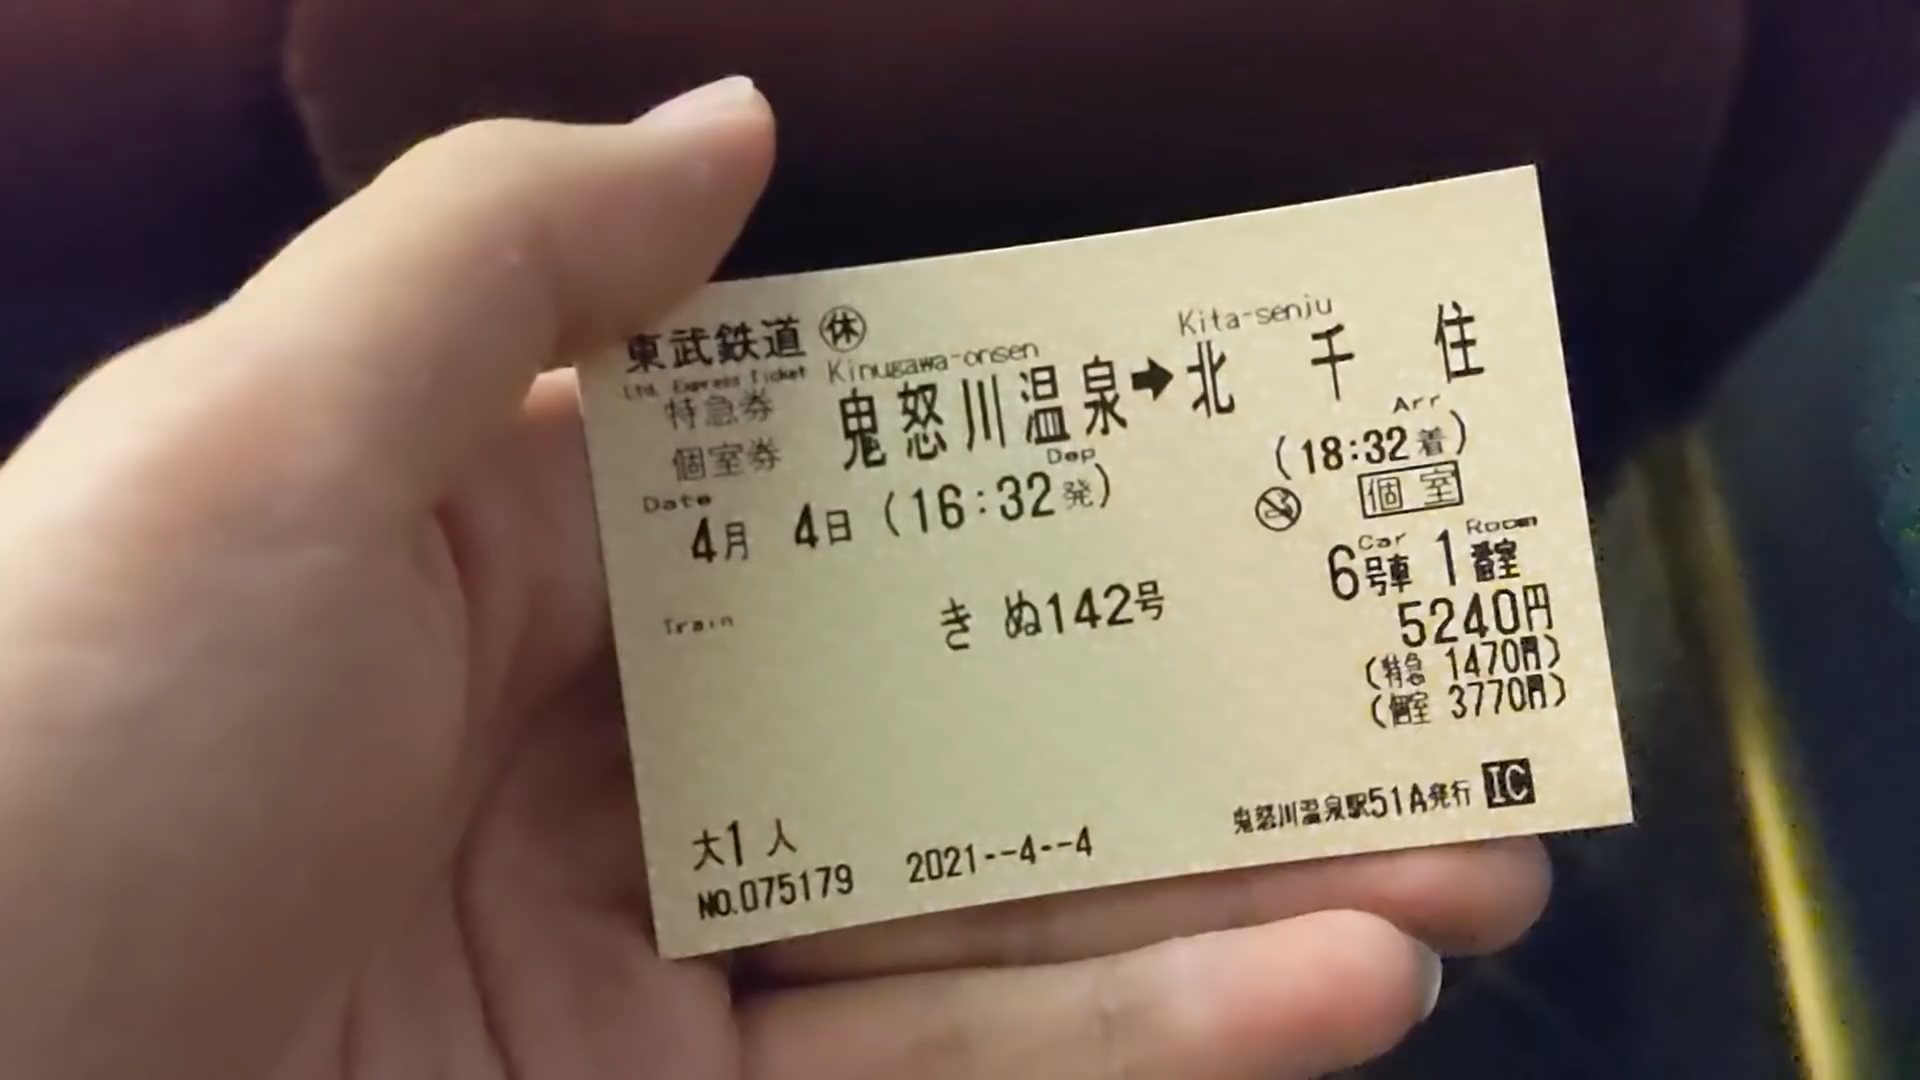 東武鉄道 ㊡
Ltd. Express Ticket
特急券
個室券
Kinugawa-onsen
鬼怒川温泉➡北千住
Kita-senju
Dep
Arr
Date
4月 4日 (16:32発)
(18:32着)
個室
Car Room
6号車 1番室
Train
きぬ142号
5240円
(特急 1470円)
(個室 3770円)
大1人
鬼怒川温泉駅51A発行 IC
NO.075179 2021--4--4